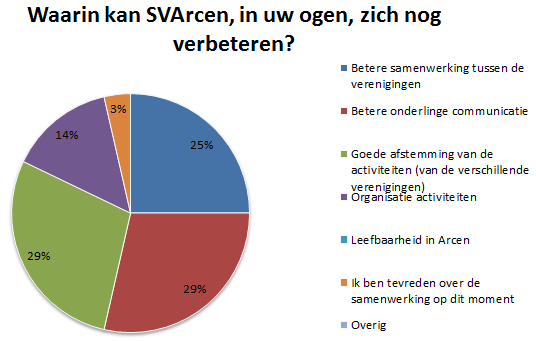 Waarin kan SVArcen, in uw ogen, zich nog
verbeteren?
3%
14%
25%
29%
29%
Betere samenwerking tussen de
verenigingen
Betere onderlinge communicatie
Goede afstemming van de
activiteiten (van de verschillende
verenigingen)
Organisatie activiteiten
Leefbaarheid in Arcen
Ik ben tevreden over de
samenwerking op dit moment
Overig